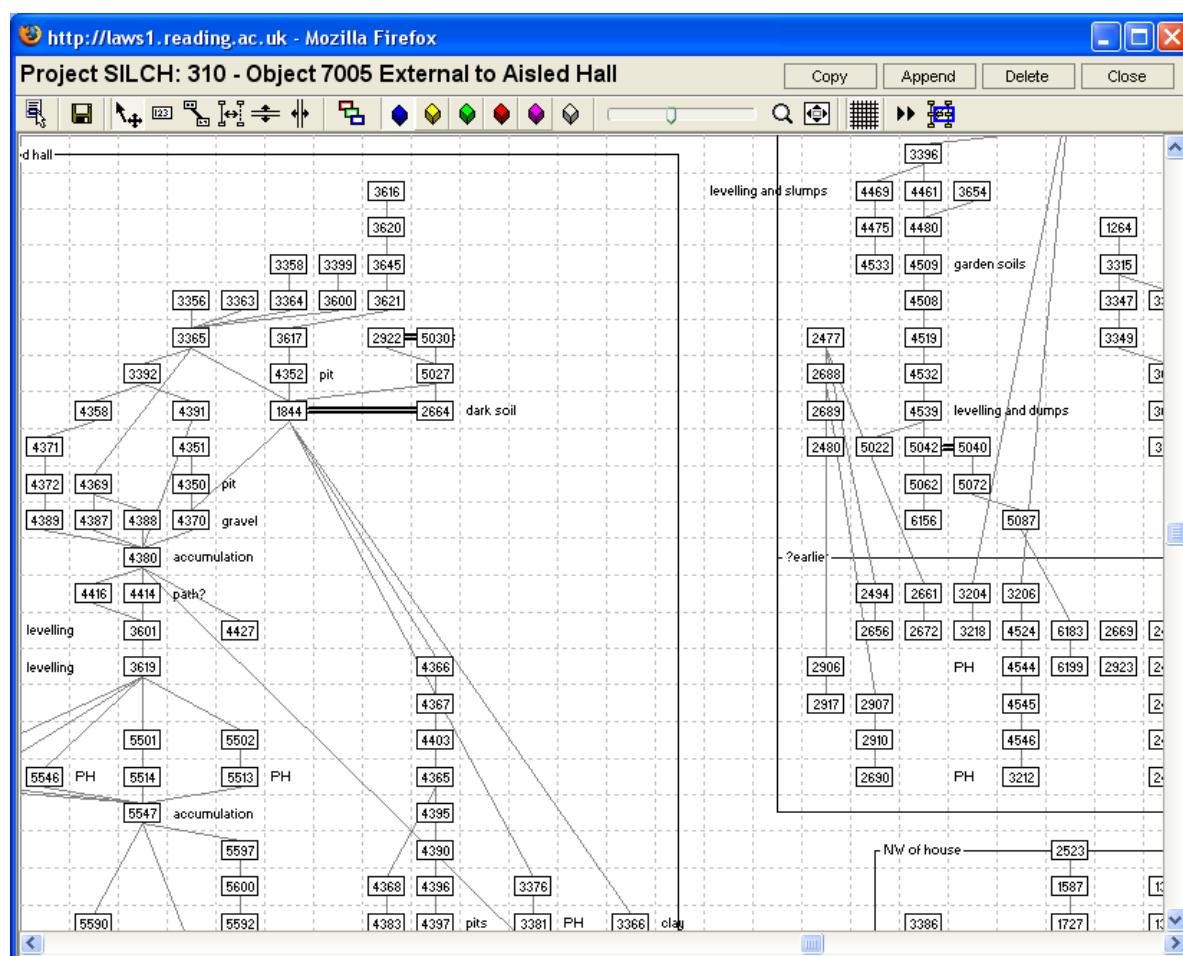 http://laws1.reading.ac.uk - Mozilla Firefox
Project SILCH: 310 - Object 7005 External to Aisled Hall
Copy Append Delete Close
123
d hall
3396
3616 levelling and slumps 4469 4461 3654
3620 4475 4480 1264
3358 3399 3645 4533 4509 garden soils 3315
3356 3363 3364 3600 3621 4508 3347
3365 3617 2922 5030 2477 4519 3349
3392 4352 pit 5027 2688 4532
4358 4391 1844 2664 dark soil 2689 4539 levelling and dumps
4371 4351 2480 5022 5042 5040
4372 4369 4350 pit 5062 5072
4389 4387 4388 4370 gravel 6156 5087
4380 accumulation ?earlier
4416 4414 path? 2494 2661 3204 3206
levelling 3601 4427 2656 2672 3218 4524 6183 2669
levelling 3619 4366 2906 PH 4544 6199 2923
4367 2917 2907 4545
5501 5502 4403 2910 4546
5546 PH 5514 5513 PH 4365 2690 PH 3212
5547 accumulation 4395
5597 4390 NW of house 2523
5600 4368 4396 3376 1587
5590 5592 4383 4397 pits 3381 PH 3366 clay 3386 1727